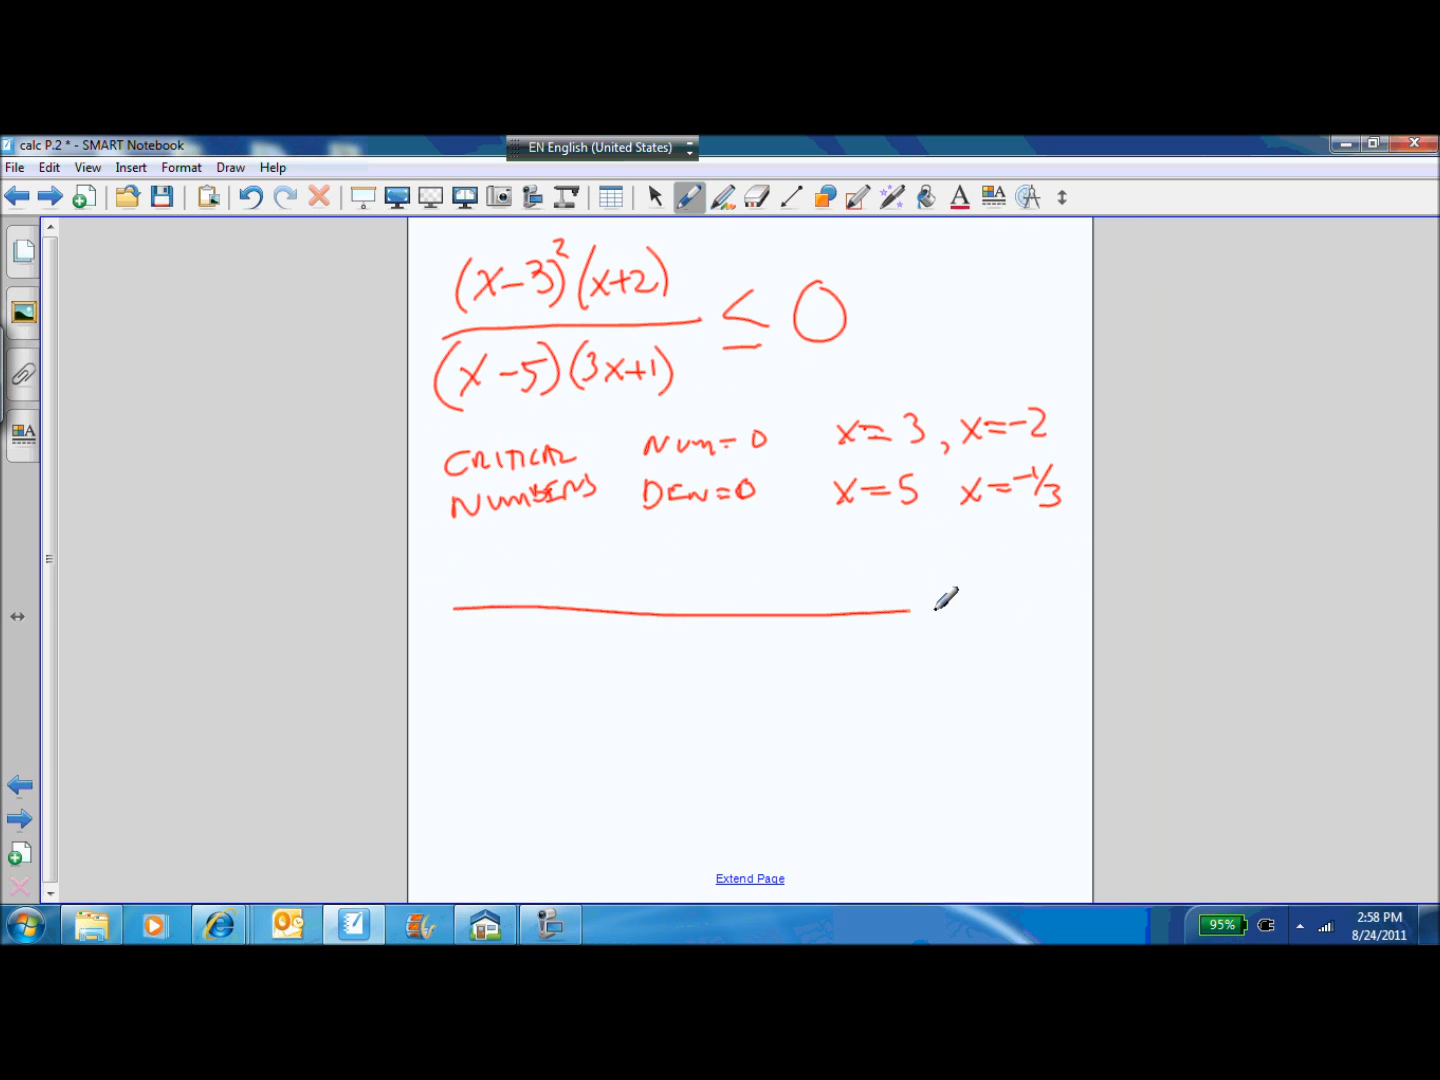 calc P.2 * - SMART Notebook
EN English (United States)
File Edit View Insert Format Draw Help
(x-3)²(x+2)
≤ 0
(x-5)(3x+1)
CRITICAL NUMBERS
Num = 0 x = 3, x = -2
DEN = 0 x = 5 x = -1/3
Extend Page
95%
2:58 PM
8/24/2011